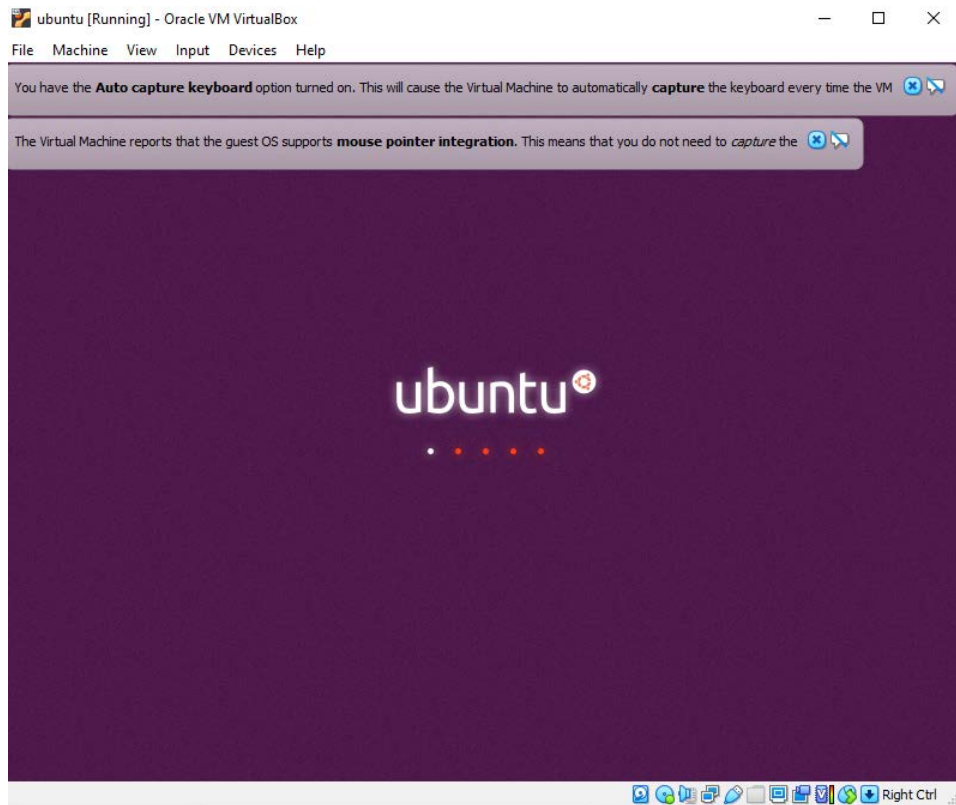 ubuntu [Running] - Oracle VM VirtualBox
File Machine View Input Devices Help
You have the Auto capture keyboard option turned on. This will cause the Virtual Machine to automatically capture the keyboard every time the VM
The Virtual Machine reports that the guest OS supports mouse pointer integration. This means that you do not need to capture the
ubuntu
Right Ctrl